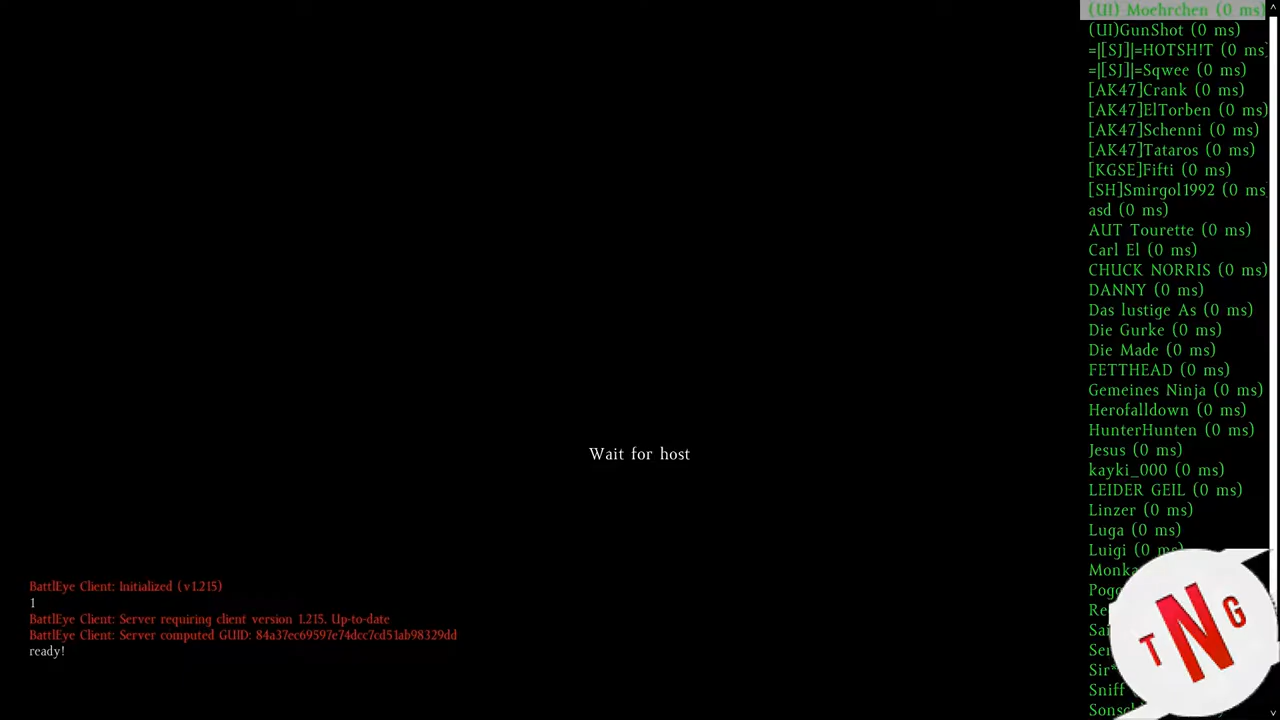 (UI) Moehrchen (0 ms)
(UI)GunShot (0 ms)
=|[SJ]|=HOTSH!T (0 ms)
=|[SJ]|=Sqwee (0 ms)
[AK47]Crank (0 ms)
[AK47]ElTorben (0 ms)
[AK47]Schenni (0 ms)
[AK47]Tataros (0 ms)
[KGSE]Fifti (0 ms)
[SH]Smirgol1992 (0 ms
asd (0 ms)
AUT Tourette (0 ms)
Carl El (0 ms)
CHUCK NORRIS (0 ms)
DANNY (0 ms)
Das lustige As (0 ms)
Die Gurke (0 ms)
Die Made (0 ms)
FETTHEAD (0 ms)
Gemeines Ninja (0 ms)
Herofalldown (0 ms)
HunterHunten (0 ms)
Jesus (0 ms)
kayki_000 (0 ms)
LEIDER GEIL (0 ms)
Linzer (0 ms)
Luga (0 ms)
Luigi (0 ms)
Sniff
Wait for host
BattlEye Client: Initialized (v1.215)
1
BattlEye Client: Server requiring client version 1.215. Up-to-date
BattlEye Client: Server computed GUID: 84a37ec69597e74dcc7cd51ab98329dd
ready!
TNG